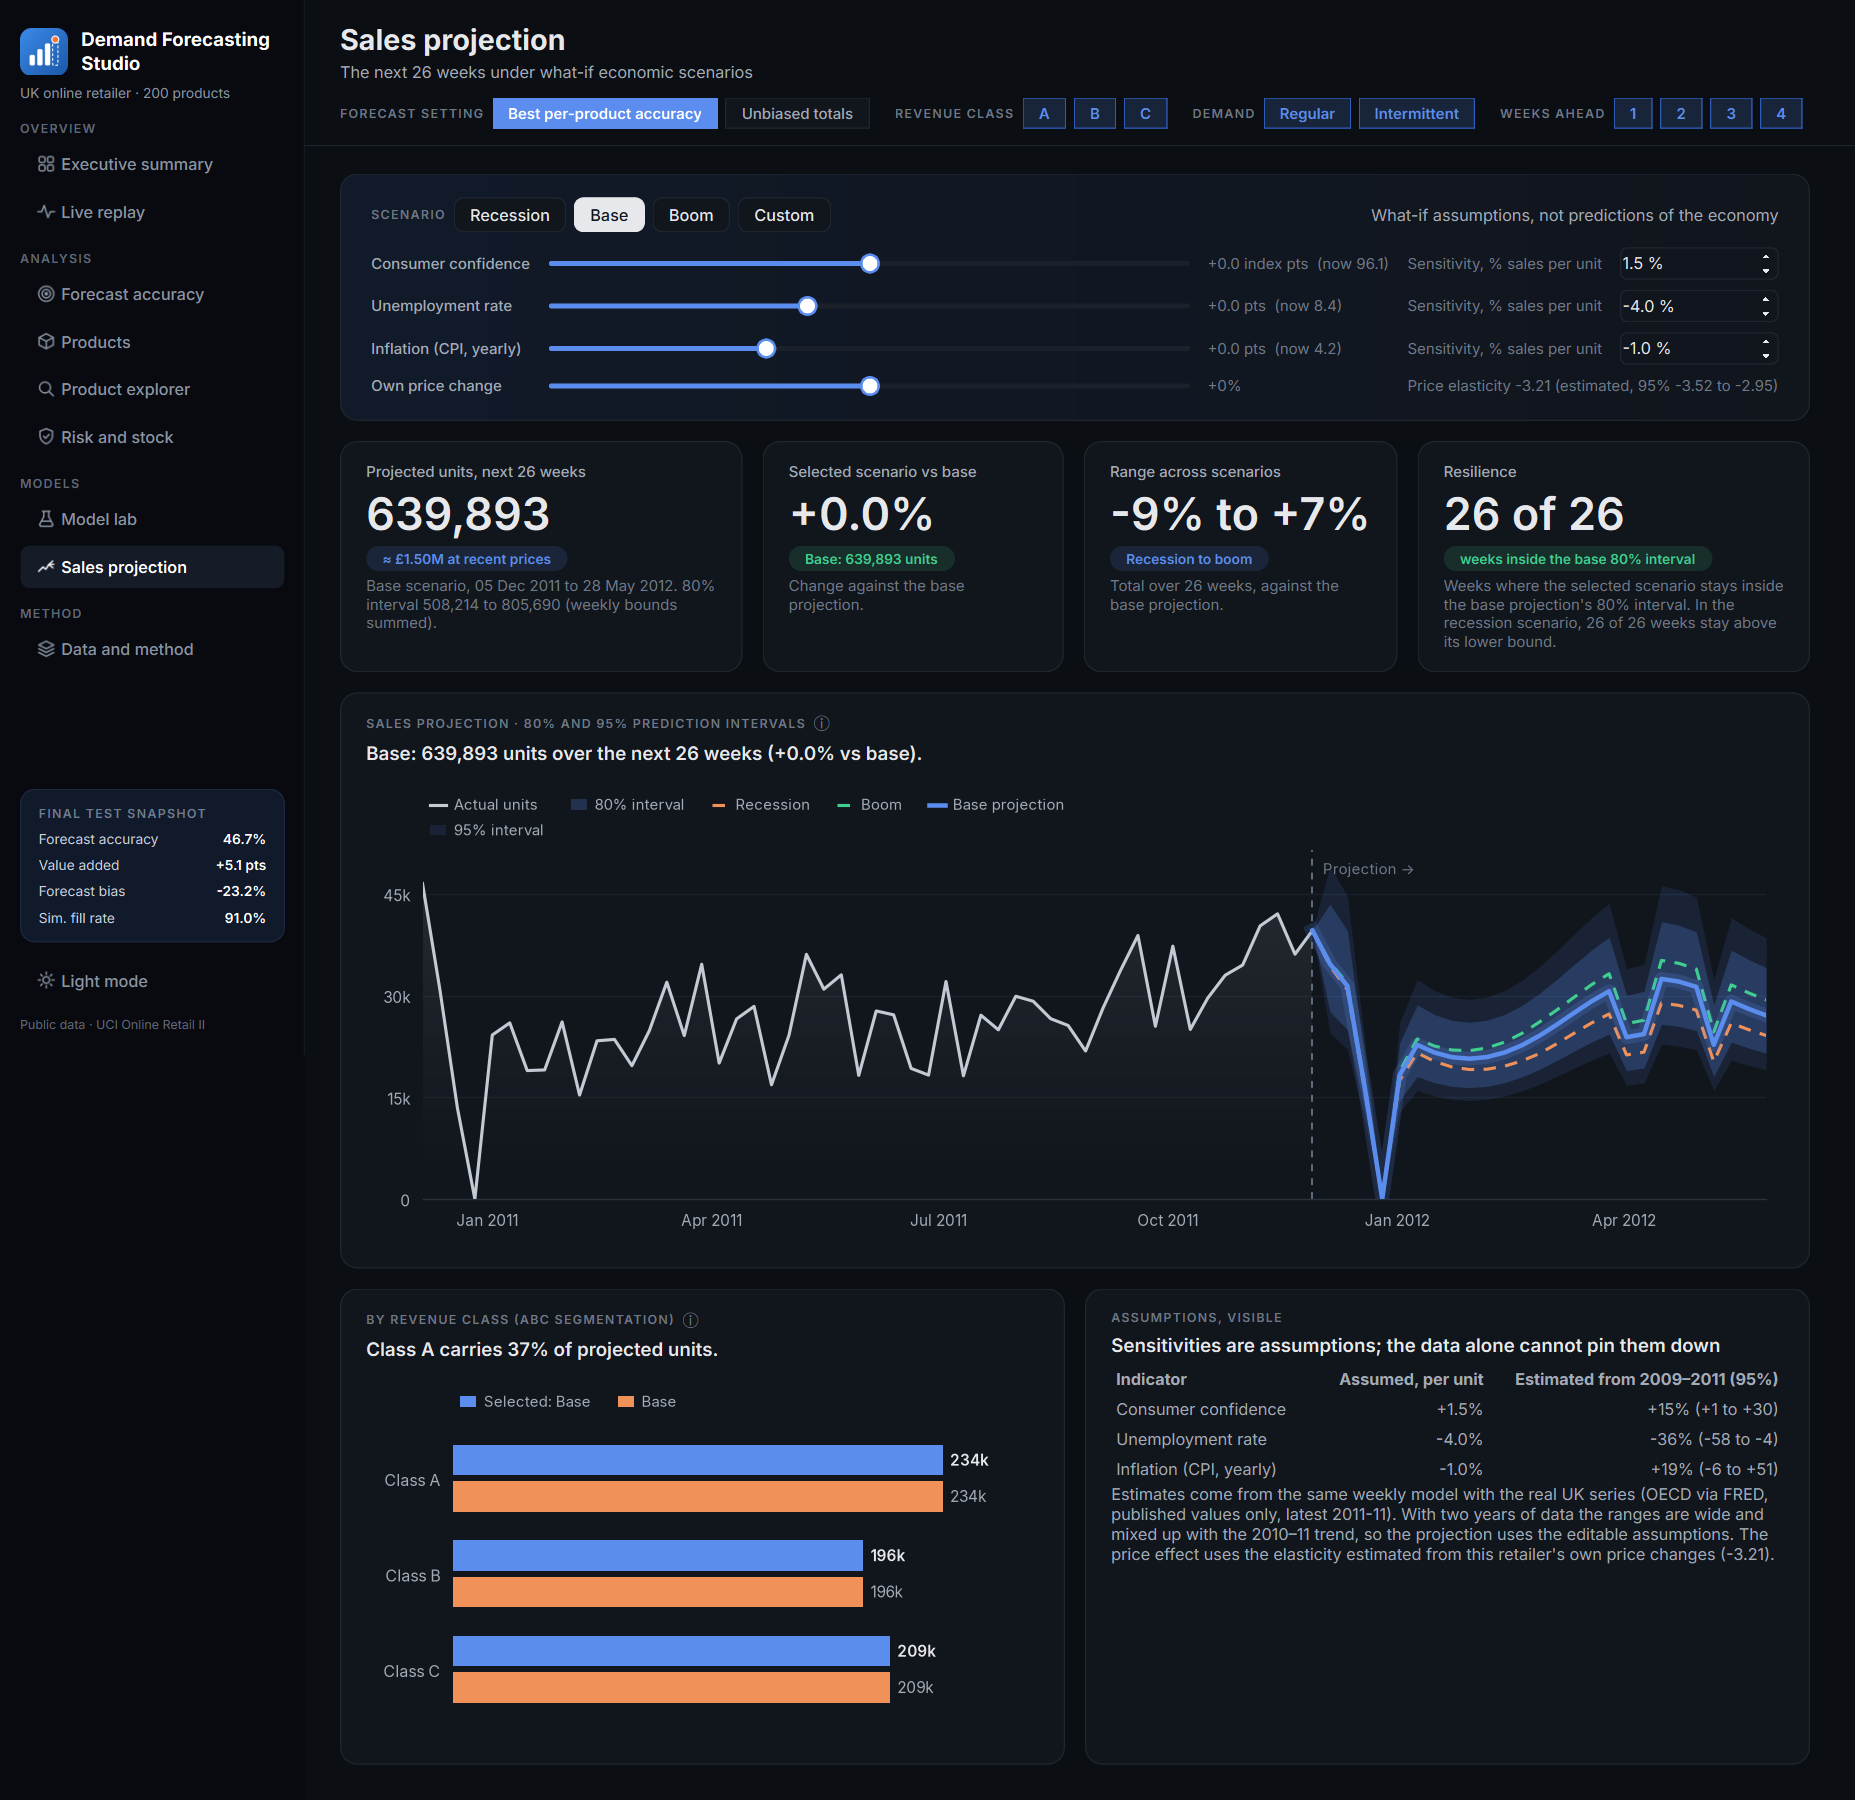 Demand Forecasting
Studio
UK online retailer · 200 products
OVERVIEW
Executive summary
Live replay
ANALYSIS
Forecast accuracy
Products
Product explorer
Risk and stock
MODELS
Model lab
Sales projection
METHOD
Data and method
FINAL TEST SNAPSHOT
Forecast accuracy 46.7%
Value added +5.1 pts
Forecast bias -23.2%
Sim. fill rate 91.0%
Light mode
Public data · UCI Online Retail II
Sales projection
The next 26 weeks under what-if economic scenarios
FORECAST SETTING Best per-product accuracy Unbiased totals REVENUE CLASS A B C DEMAND Regular Intermittent WEEKS AHEAD 1 2 3 4
SCENARIO Recession Base Boom Custom What-if assumptions, not predictions of the economy
Consumer confidence +0.0 index pts (now 96.1) Sensitivity, % sales per unit 1.5 %
Unemployment rate +0.0 pts (now 8.4) Sensitivity, % sales per unit -4.0 %
Inflation (CPI, yearly) +0.0 pts (now 4.2) Sensitivity, % sales per unit -1.0 %
Own price change +0% Price elasticity -3.21 (estimated, 95% -3.52 to -2.95)
Projected units, next 26 weeks
639,893
≈ £1.50M at recent prices
Base scenario, 05 Dec 2011 to 28 May 2012. 80%
interval 508,214 to 805,690 (weekly bounds
summed).
Selected scenario vs base
+0.0%
Base: 639,893 units
Change against the base
projection.
Range across scenarios
-9% to +7%
Recession to boom
Total over 26 weeks, against the
base projection.
Resilience
26 of 26
weeks inside the base 80% interval
Weeks where the selected scenario stays inside
the base projection's 80% interval. In the
recession scenario, 26 of 26 weeks stay above
its lower bound.
SALES PROJECTION · 80% AND 95% PREDICTION INTERVALS ⓘ
Base: 639,893 units over the next 26 weeks (+0.0% vs base).
Actual units 80% interval Recession Boom Base projection
95% interval
Projection →
45k
30k
15k
0
Jan 2011 Apr 2011 Jul 2011 Oct 2011 Jan 2012 Apr 2012
BY REVENUE CLASS (ABC SEGMENTATION) ⓘ
Class A carries 37% of projected units.
Selected: Base Base
Class A 234k
234k
Class B 196k
196k
Class C 209k
209k
ASSUMPTIONS, VISIBLE
Sensitivities are assumptions; the data alone cannot pin them down
Indicator Assumed, per unit Estimated from 2009–2011 (95%)
Consumer confidence +1.5% +15% (+1 to +30)
Unemployment rate -4.0% -36% (-58 to -4)
Inflation (CPI, yearly) -1.0% +19% (-6 to +51)
Estimates come from the same weekly model with the real UK series (OECD via FRED,
published values only, latest 2011-11). With two years of data the ranges are wide and
mixed up with the 2010–11 trend, so the projection uses the editable assumptions. The
price effect uses the elasticity estimated from this retailer's own price changes (-3.21).